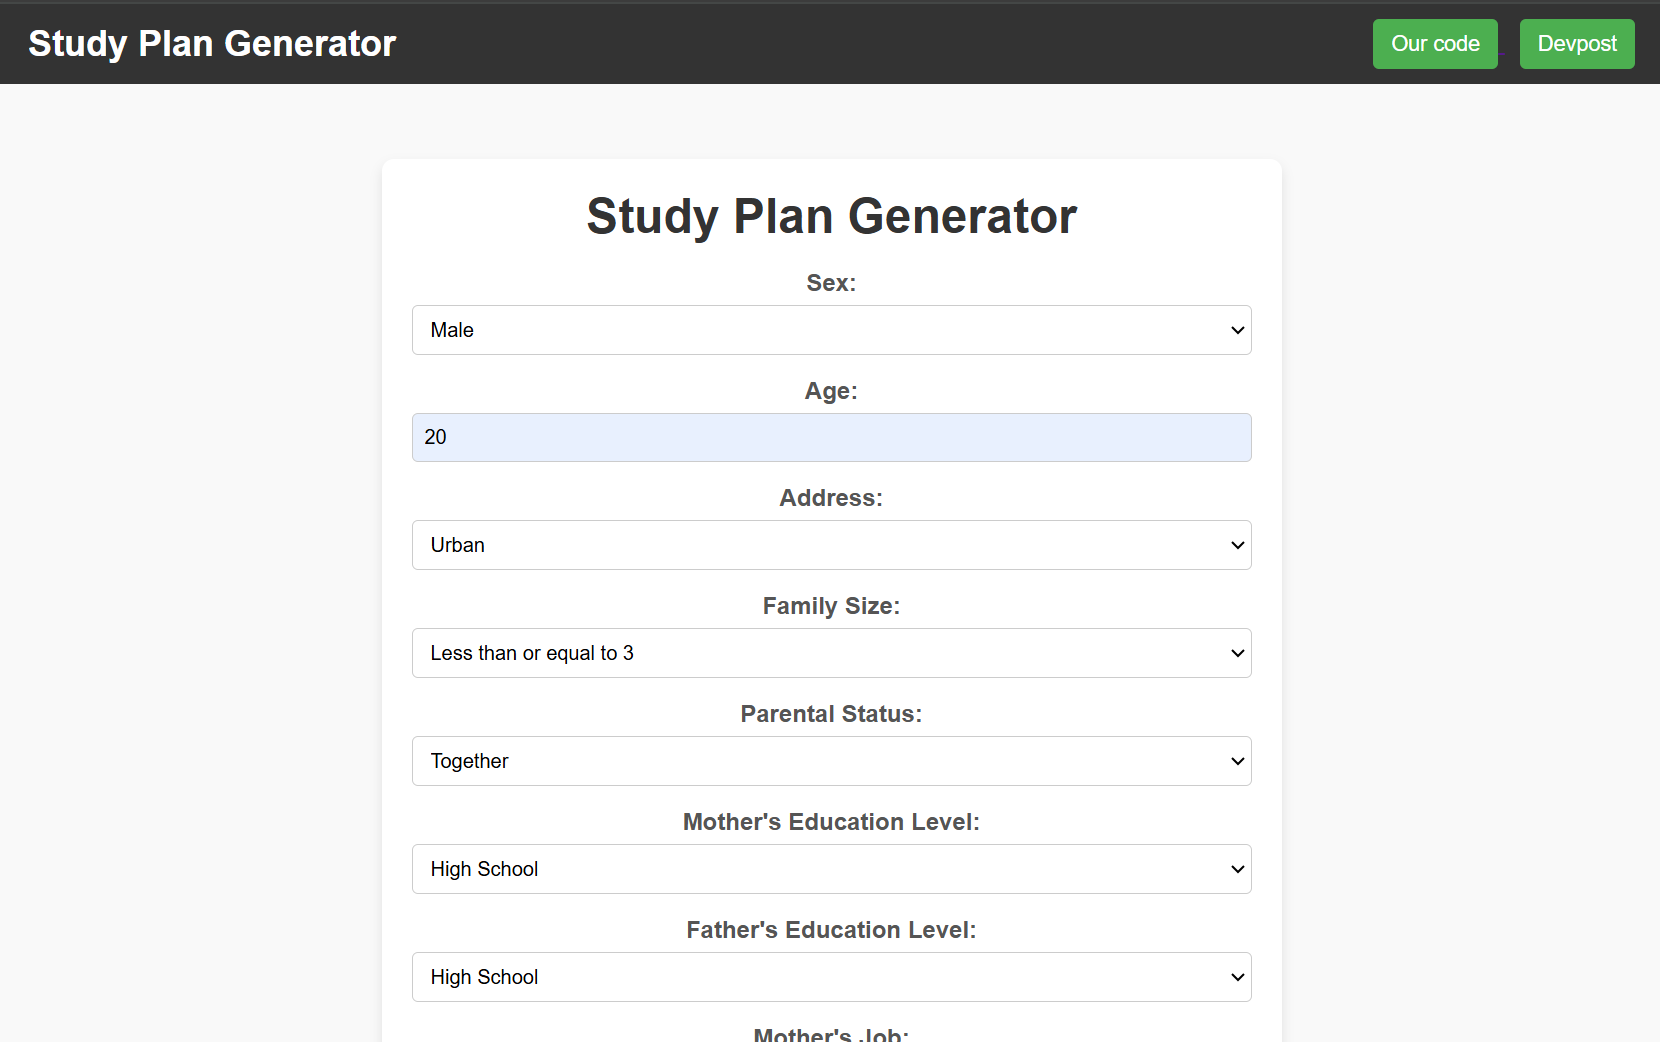 Study Plan Generator
Our code
Devpost
Study Plan Generator
Sex:
Male
Age:
20
Address:
Urban
Family Size:
Less than or equal to 3
Parental Status:
Together
Mother's Education Level:
High School
Father's Education Level:
High School
Mother's Job: